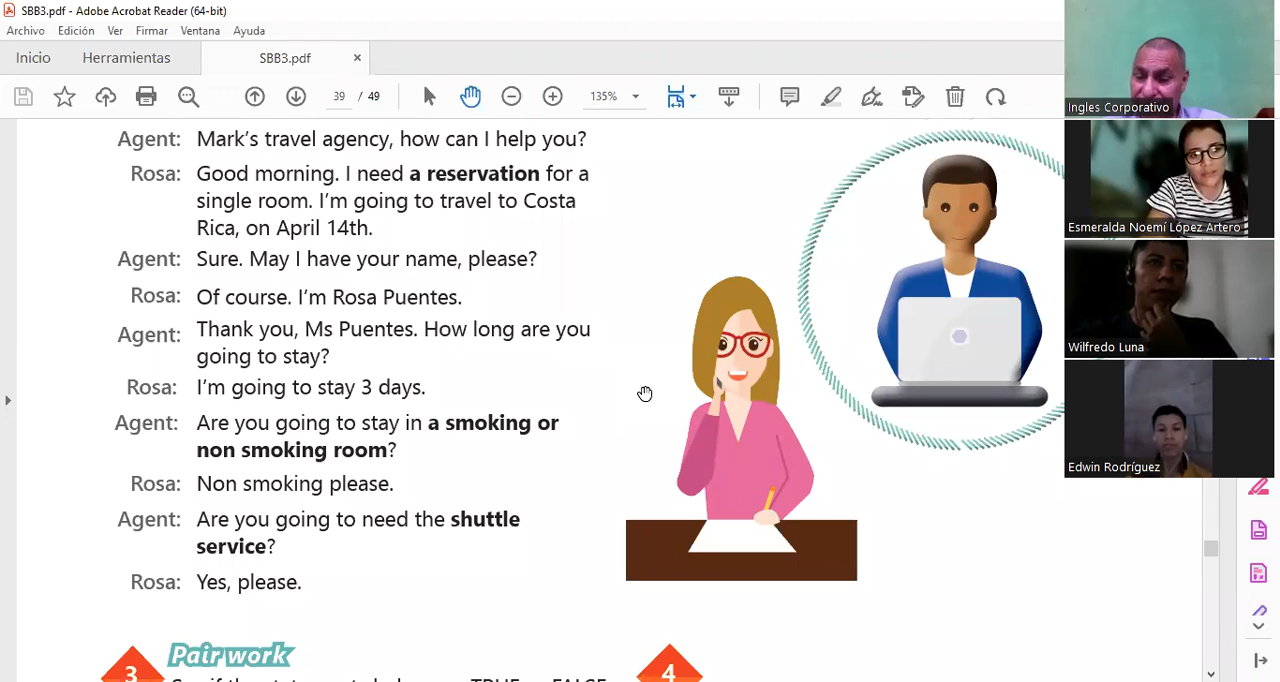 SBB3.pdf - Adobe Acrobat Reader (64-bit)
Archivo Edición Ver Firmar Ventana Ayuda
Inicio Herramientas SBB3.pdf ×
39 / 49 135%
Agent: Mark's travel agency, how can I help you?
Rosa: Good morning. I need a reservation for a
single room. I'm going to travel to Costa
Rica, on April 14th.
Agent: Sure. May I have your name, please?
Rosa: Of course. I'm Rosa Puentes.
Agent: Thank you, Ms Puentes. How long are you
going to stay?
Rosa: I'm going to stay 3 days.
Agent: Are you going to stay in a smoking or
non smoking room?
Rosa: Non smoking please.
Agent: Are you going to need the shuttle
service?
Rosa: Yes, please.
3 Pair work
4
Ingles Corporativo
Esmeralda Noemí López Artero
Wilfredo Luna
Edwin Rodríguez